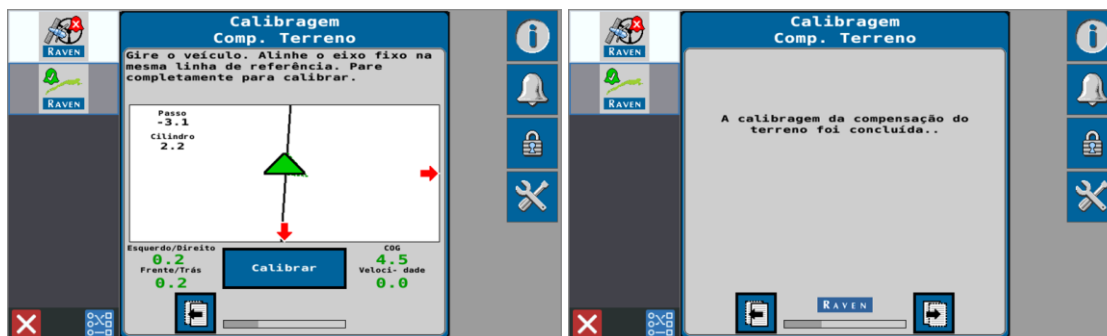 Calibragem
Comp. Terreno
RAVEN
RAVEN
Gire o veículo. Alinhe o eixo fixo na
mesma linha de referência. Pare
completamente para calibrar.
Passo
-3.1
Cilindro
2.2
Esquerdo/Direito
0.2
Frente/Trás
0.2
Calibrar
COG
4.5
Veloci- dade
0.0
Calibragem
Comp. Terreno
RAVEN
RAVEN
A calibragem da compensação do
terreno foi concluída..
RAVEN